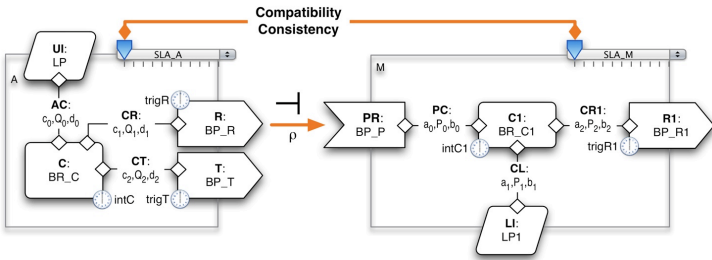 Compatibility
Consistency
UI:
LP
SLA_A
SLA_M
A
M
AC:
c0,Q0,d0
trigR
CR:
c1,Q1,d1
R:
BP_R
ρ
PR:
BP_P
PC:
a0,P0,b0
C1:
BR_C1
CR1:
a2,P2,b2
R1:
BP_R1
intC1
trigR1
C:
BR_C
CT:
c2,Q2,d2
T:
BP_T
CL:
a1,P1,b1
intC
trigT
LI:
LP1